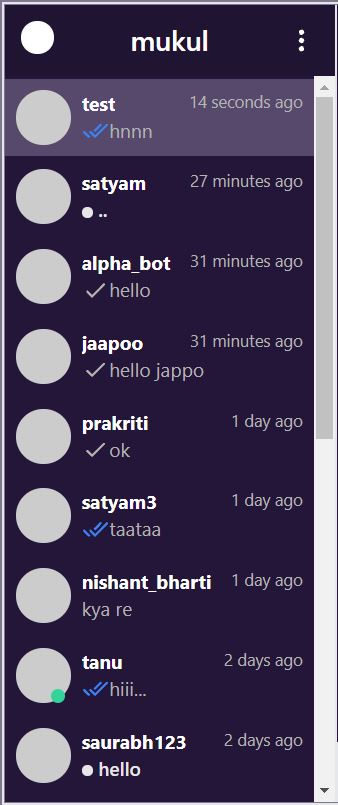 mukul
test 14 seconds ago
hnnn
satyam 27 minutes ago
..
alpha_bot 31 minutes ago
hello
jaapoo 31 minutes ago
hello jappo
prakriti 1 day ago
ok
satyam3 1 day ago
taataa
nishant_bharti 1 day ago
kya re
tanu 2 days ago
hiii...
saurabh123 2 days ago
hello